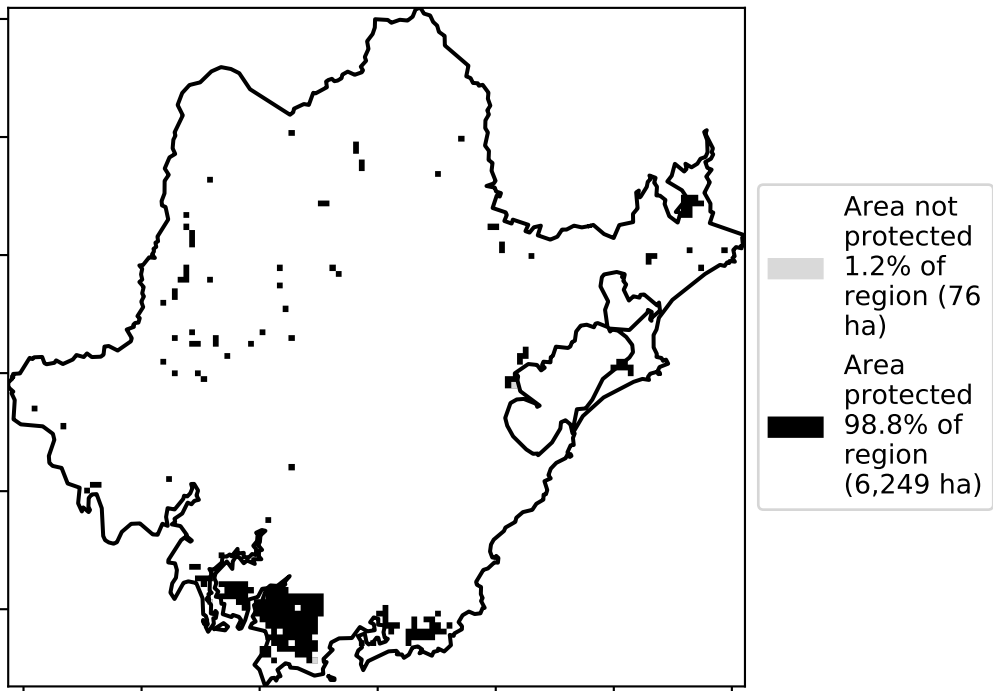 Area not
protected
1.2% of
region (76
ha)
Area
protected
98.8% of
region
(6,249 ha)